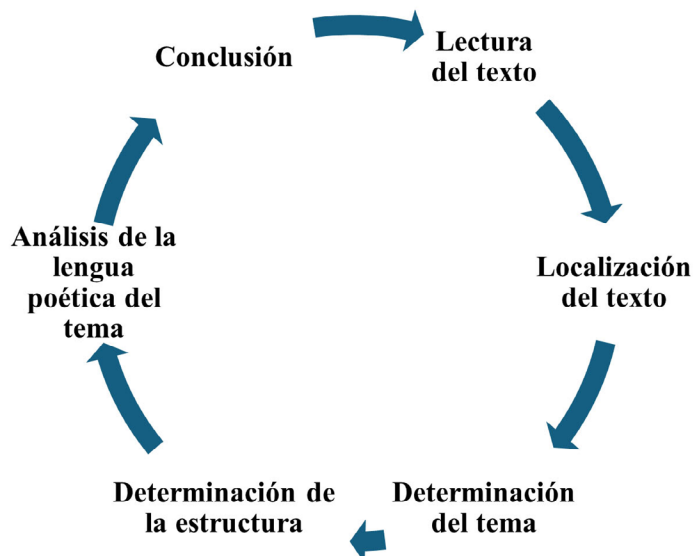 Lectura
del texto
Localización
del texto
Determinación
del tema
Determinación de
la estructura
Análisis de la
lengua
poética del
tema
Conclusión